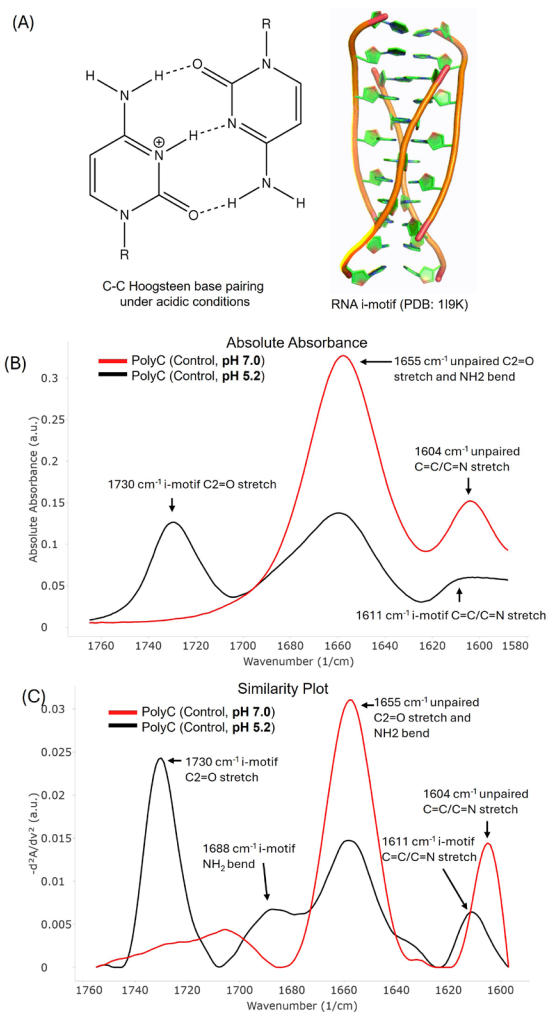 (A)
R
H
H
O
N
N
N
⊕
H
N
N
N
O
H
H
R
C-C Hoogsteen base pairing
under acidic conditions
RNA i-motif (PDB: 1I9K)
(B)
Absolute Absorbance
PolyC (Control, pH 7.0)
PolyC (Control, pH 5.2)
1655 cm⁻¹ unpaired C2=O
stretch and NH2 bend
1604 cm⁻¹ unpaired
C=C/C=N stretch
1730 cm⁻¹ i-motif C2=O stretch
1611 cm⁻¹ i-motif C=C/C=N stretch
Absolute Absorbance (a.u.)
0.3
0.25
0.2
0.15
0.1
0.05
0
1760 1740 1720 1700 1680 1660 1640 1620 1600 1580
Wavenumber (1/cm)
(C)
Similarity Plot
PolyC (Control, pH 7.0)
PolyC (Control, pH 5.2)
1655 cm⁻¹ unpaired
C2=O stretch and
NH2 bend
1730 cm⁻¹ i-motif
C2=O stretch
1604 cm⁻¹ unpaired
C=C/C=N stretch
1688 cm⁻¹ i-motif
NH₂ bend
1611 cm⁻¹ i-motif
C=C/C=N stretch
-d²A/dv² (a.u.)
0.03
0.025
0.02
0.015
0.01
0.005
0
1760 1740 1720 1700 1680 1660 1640 1620 1600
Wavenumber (1/cm)